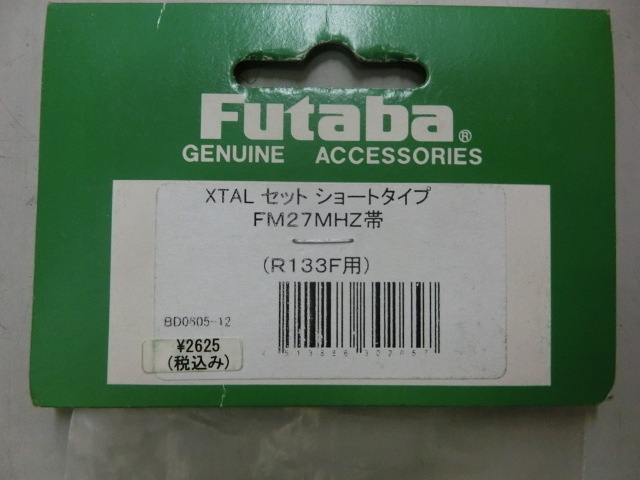 Futaba®
GENUINE ACCESSORIES
XTAL セット ショートタイプ
FM27MHZ帯
(R133F用)
BD0805-12
¥2625
(税込み)